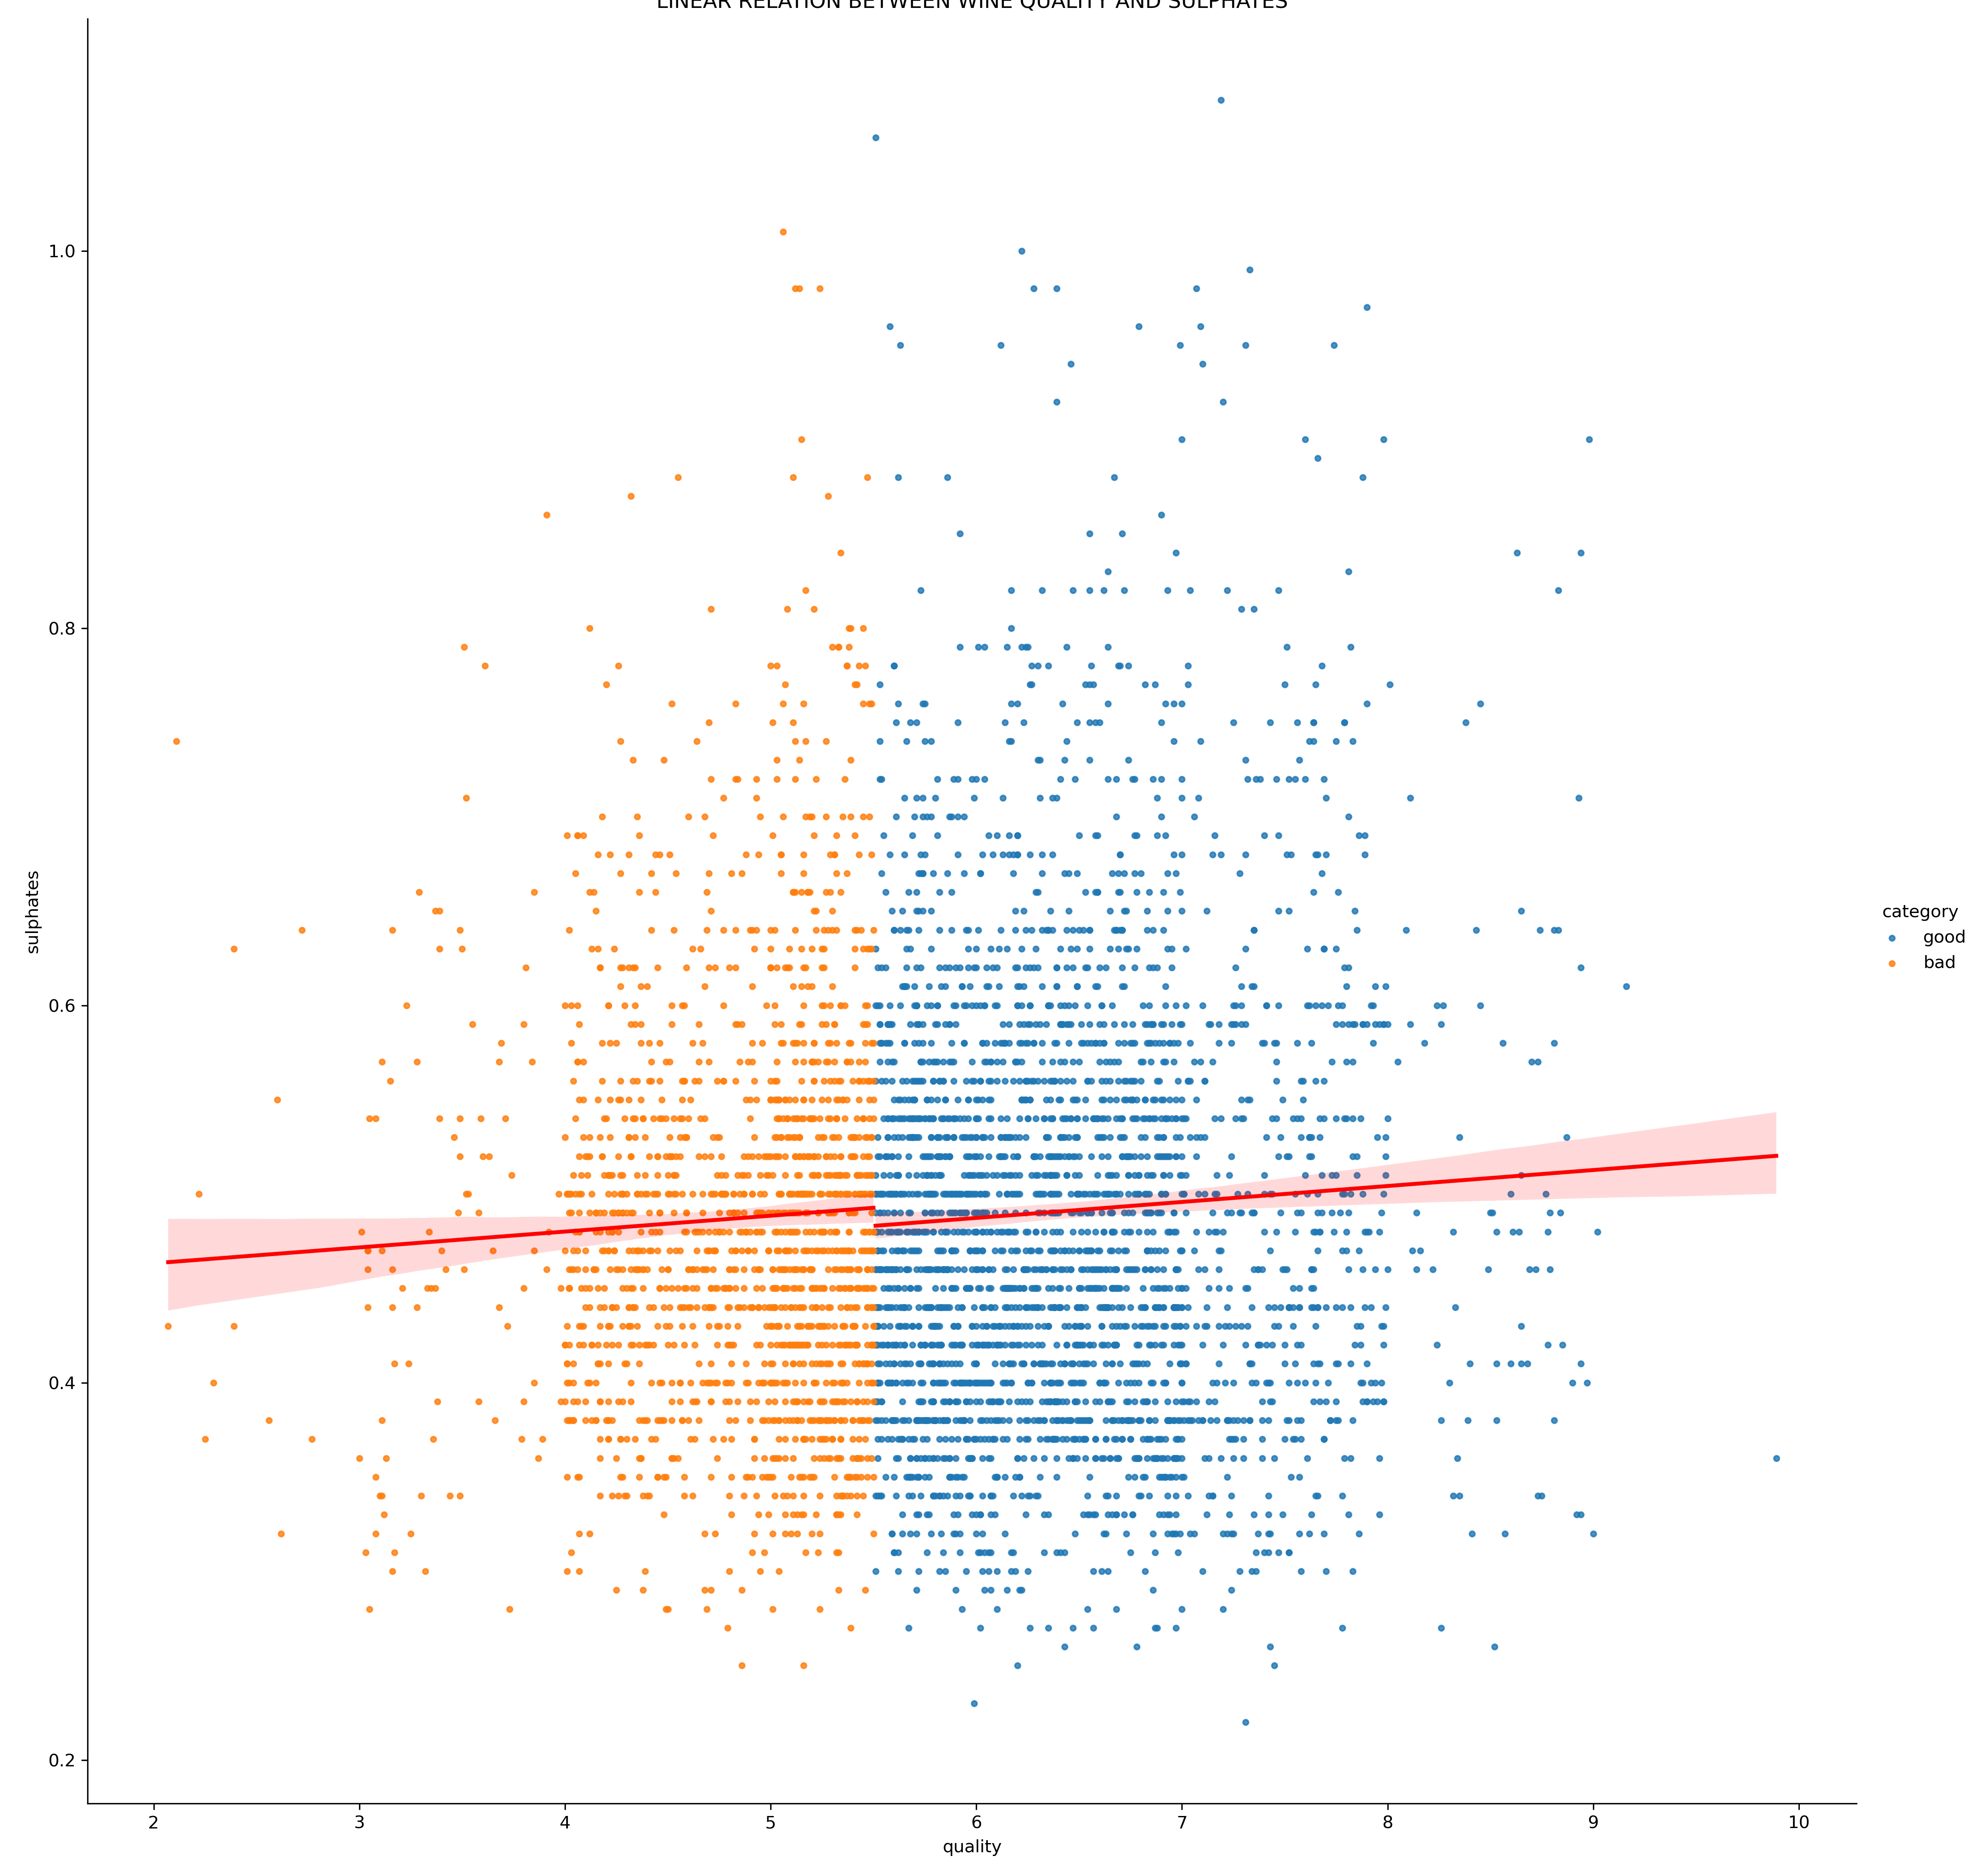 LINEAR RELATION BETWEEN WINE QUALITY AND SULPHATES
1.0
0.8
0.6
0.4
0.2
sulphates
2 3 4 5 6 7 8 9 10
quality
category
good
bad